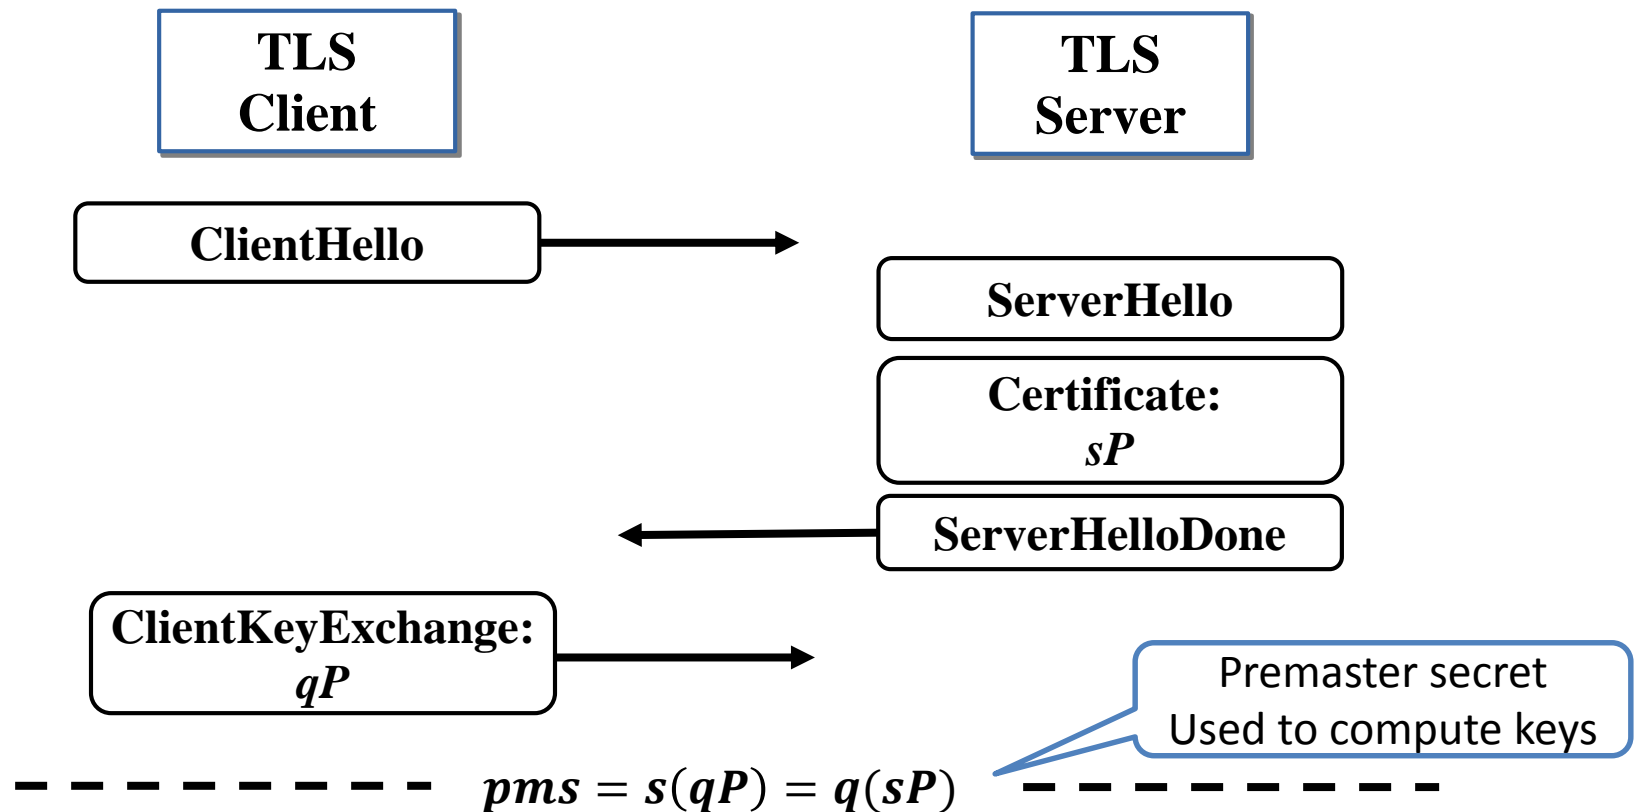 TLS
Client
TLS
Server
ClientHello
ServerHello
Certificate:
sP
ServerHelloDone
ClientKeyExchange:
qP
Premaster secret
Used to compute keys
pms = s(qP) = q(sP)